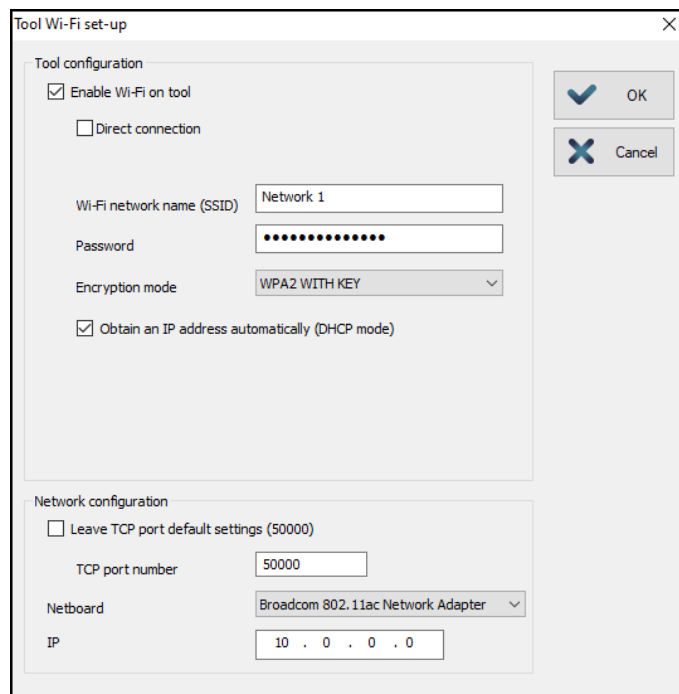 Tool Wi-Fi set-up
Tool configuration
Enable Wi-Fi on tool
OK
Direct connection
Cancel
Wi-Fi network name (SSID) Network 1
Password ••••••••••••••
Encryption mode WPA2 WITH KEY
Obtain an IP address automatically (DHCP mode)
Network configuration
Leave TCP port default settings (50000)
TCP port number 50000
Netboard Broadcom 802.11ac Network Adapter
IP 10 . 0 . 0 . 0